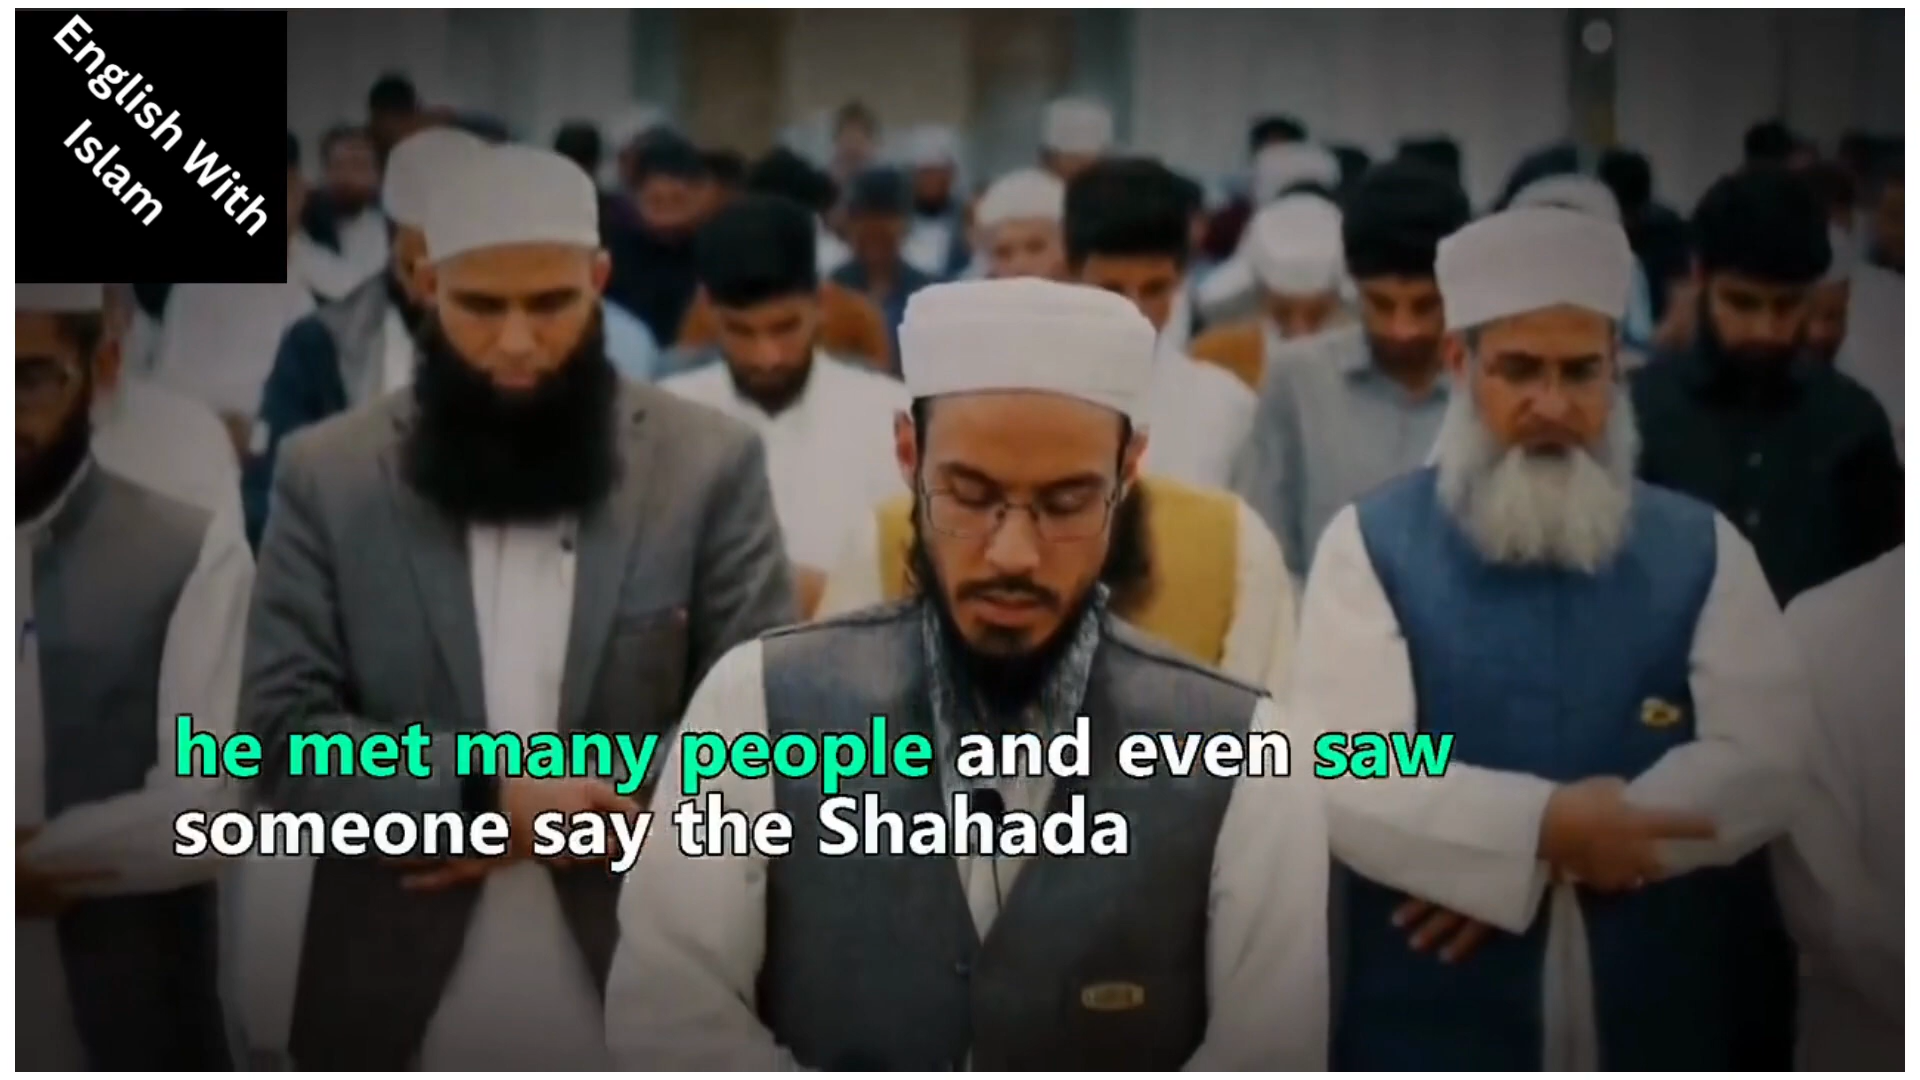 English With
Islam
he met many people and even saw
someone say the Shahada